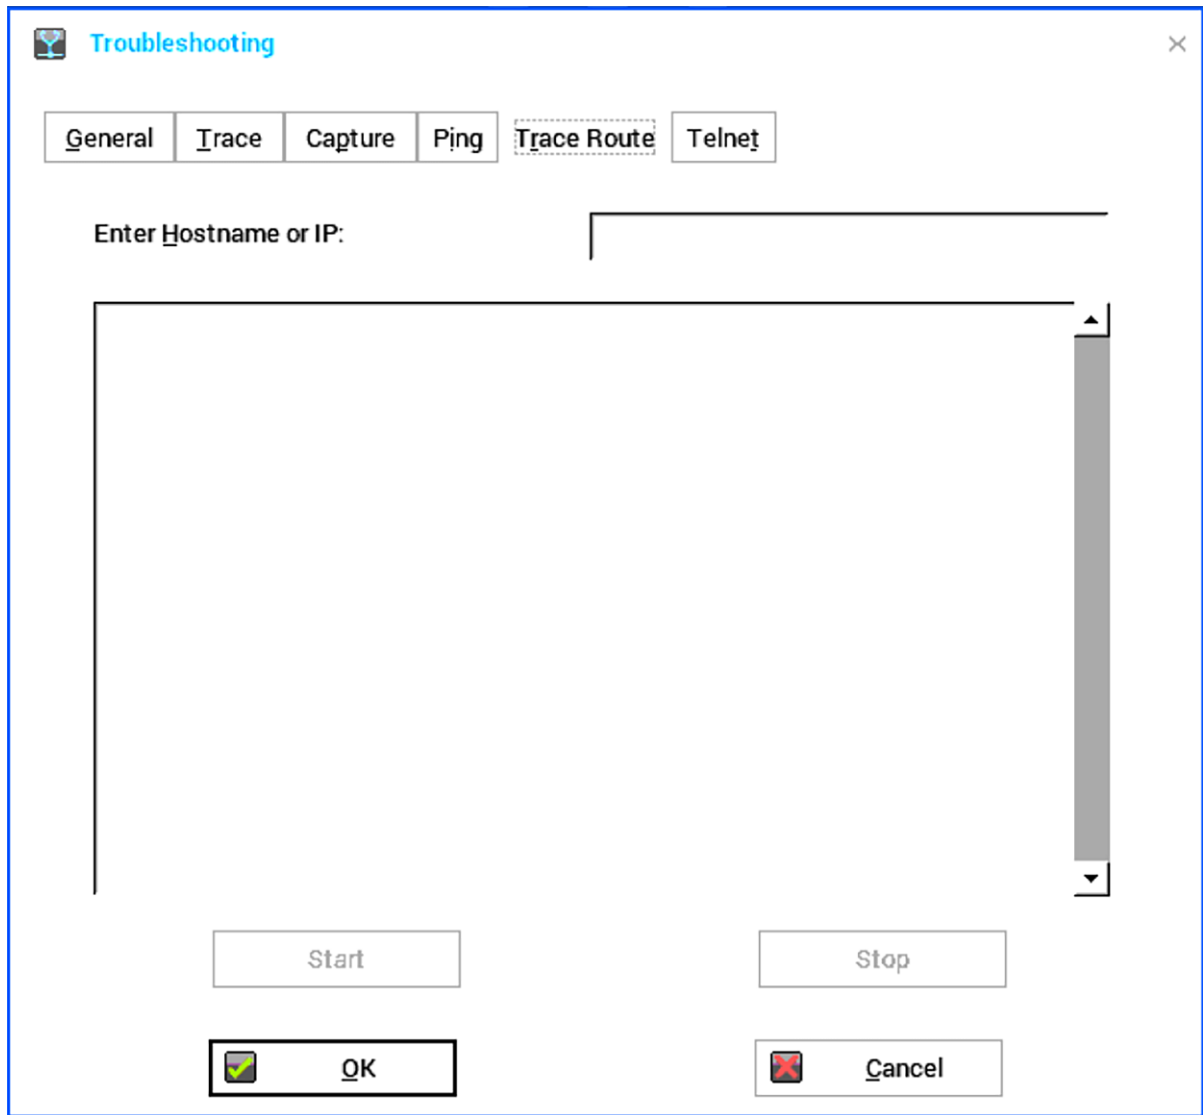 Troubleshooting
General Trace Capture Ping Trace Route Telnet
Enter Hostname or IP:
Start Stop
OK Cancel